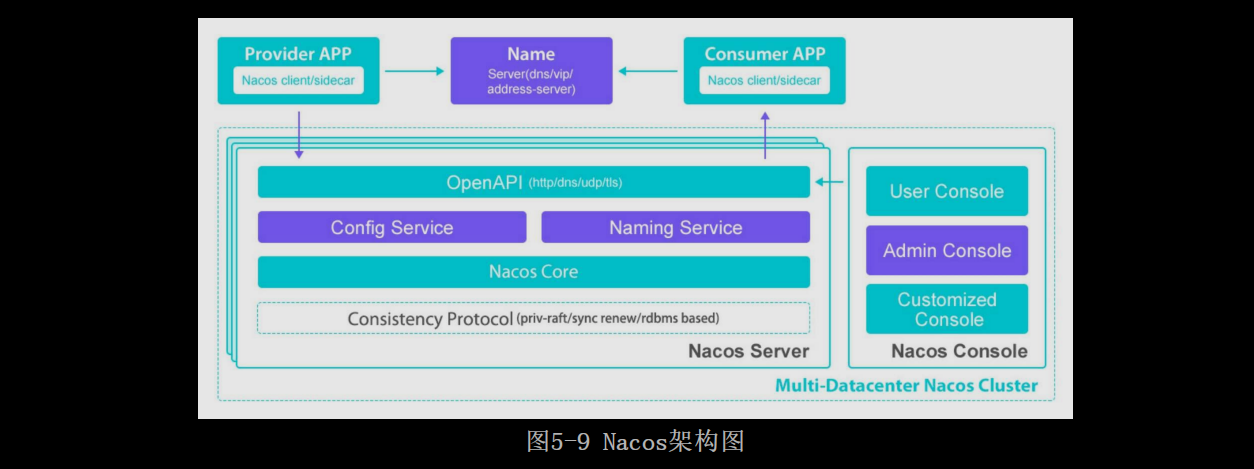 Provider APP
Nacos client/sidecar
Name
Server(dns/vip/
address-server)
Consumer APP
Nacos client/sidecar
OpenAPI (http/dns/udp/tls)
Config Service
Naming Service
Nacos Core
Consistency Protocol (priv-raft/sync renew/rdbms based)
Nacos Server
User Console
Admin Console
Customized
Console
Nacos Console
Multi-Datacenter Nacos Cluster
图5-9 Nacos架构图